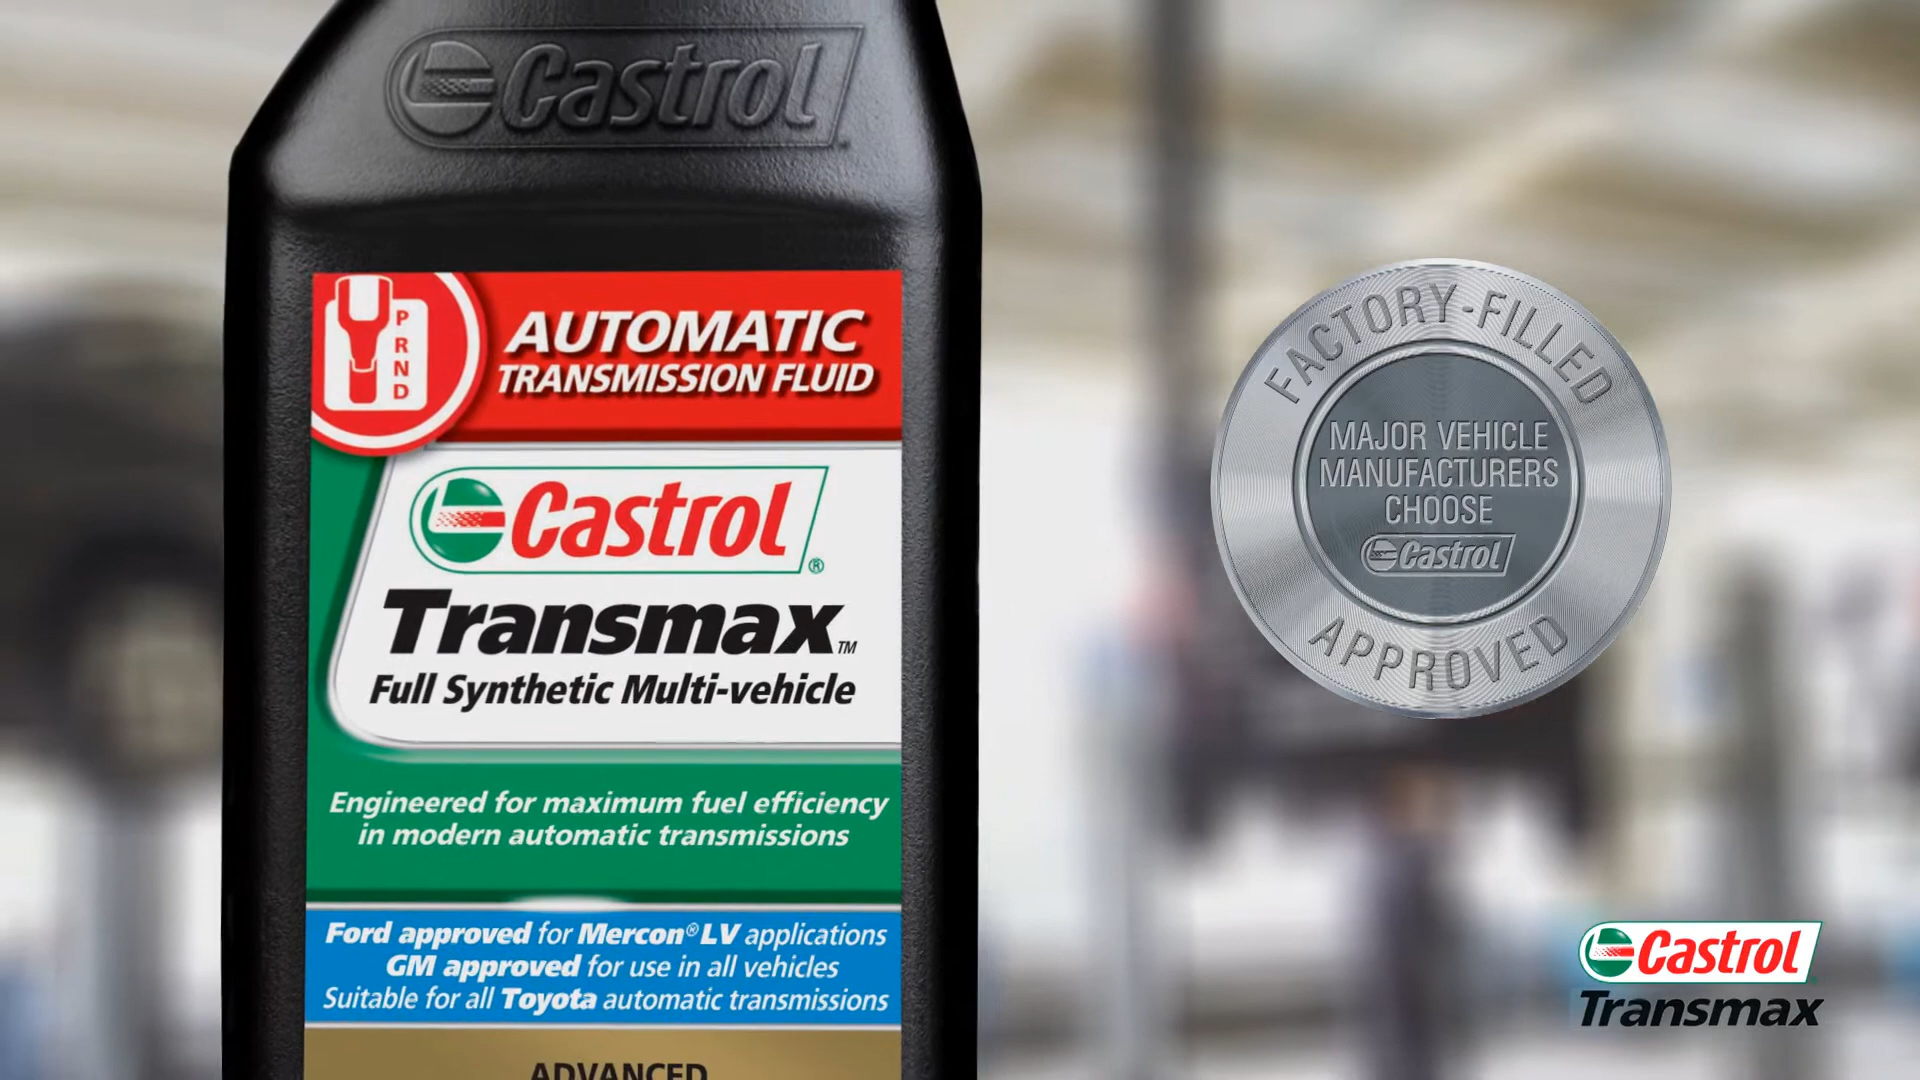 Castrol
P
R
N
D
AUTOMATIC
TRANSMISSION FLUID
Castrol®
Transmax™
Full Synthetic Multi-vehicle
Engineered for maximum fuel efficiency
in modern automatic transmissions
Ford approved for Mercon® LV applications
GM approved for use in all vehicles
Suitable for all Toyota automatic transmissions
ADVANCED
FACTORY-FILLED
MAJOR VEHICLE
MANUFACTURERS
CHOOSE
Castrol
APPROVED
Castrol
Transmax